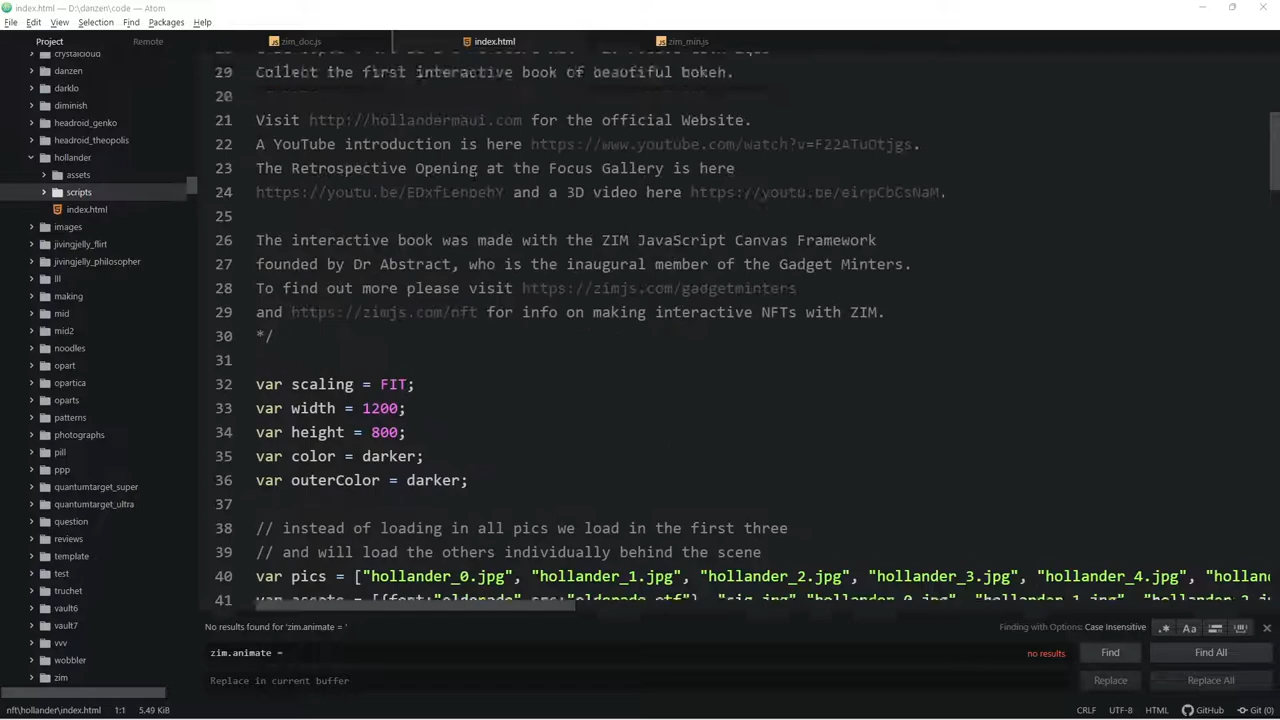 index.html — D:\danzen\code — Atom
File Edit View Selection Find Packages Help
Project Remote
zim_doc.js index.html zim_min.js
crystalcloud
danzen
darklo
diminish
headroid_genko
headroid_theopolis
hollander
assets
scripts
index.html
images
jivingjelly_flirt
jivingjelly_philosopher
lll
making
mid
mid2
noodles
opart
opartica
oparts
patterns
photographs
pill
ppp
quantumtarget_super
quantumtarget_ultra
question
reviews
template
test
truchet
vault6
vault7
vvv
wobbler
zim
Collect the first interactive book of beautiful
20
21 Visit http://hollandermaui.com for the official Website.
22 A YouTube introduction is here https://www.youtube.com/watch?v=F22ATuOtjgs.
23 The Retrospective Opening at the Focus Gallery is here
24 https://youtu.be/EDxfLenpehY and a 3D video here https://youtu.be/eirpCbCsNaM.
25
26 The interactive book was made with the ZIM JavaScript Canvas Framework
27 founded by Dr Abstract, who is the inaugural member of the Gadget Minters.
28 To find out more please visit https://zimjs.com/gadgetminters
29 and https://zimjs.com/nft for info on making interactive NFTs with ZIM.
30 */
31
32 var scaling = FIT;
33 var width = 1200;
34 var height = 800;
35 var color = darker;
36 var outerColor = darker;
37
38 // instead of loading in all pics we load in the first three
39 // and will load the others individually behind the scene
40 var pics = ["hollander_0.jpg", "hollander_1.jpg", "hollander_2.jpg", "hollander_3.jpg", "hollander_4.jpg", "hollan
41 var assets = [{font:"eldorado"
No results found for 'zim.animate = ' Finding with Options: Case Insensitive .* Aa
zim.animate = no results Find Find All
Replace in current buffer Replace Replace All
nft\hollander\index.html 1:1 5.49 KiB CRLF UTF-8 HTML GitHub Git (0)